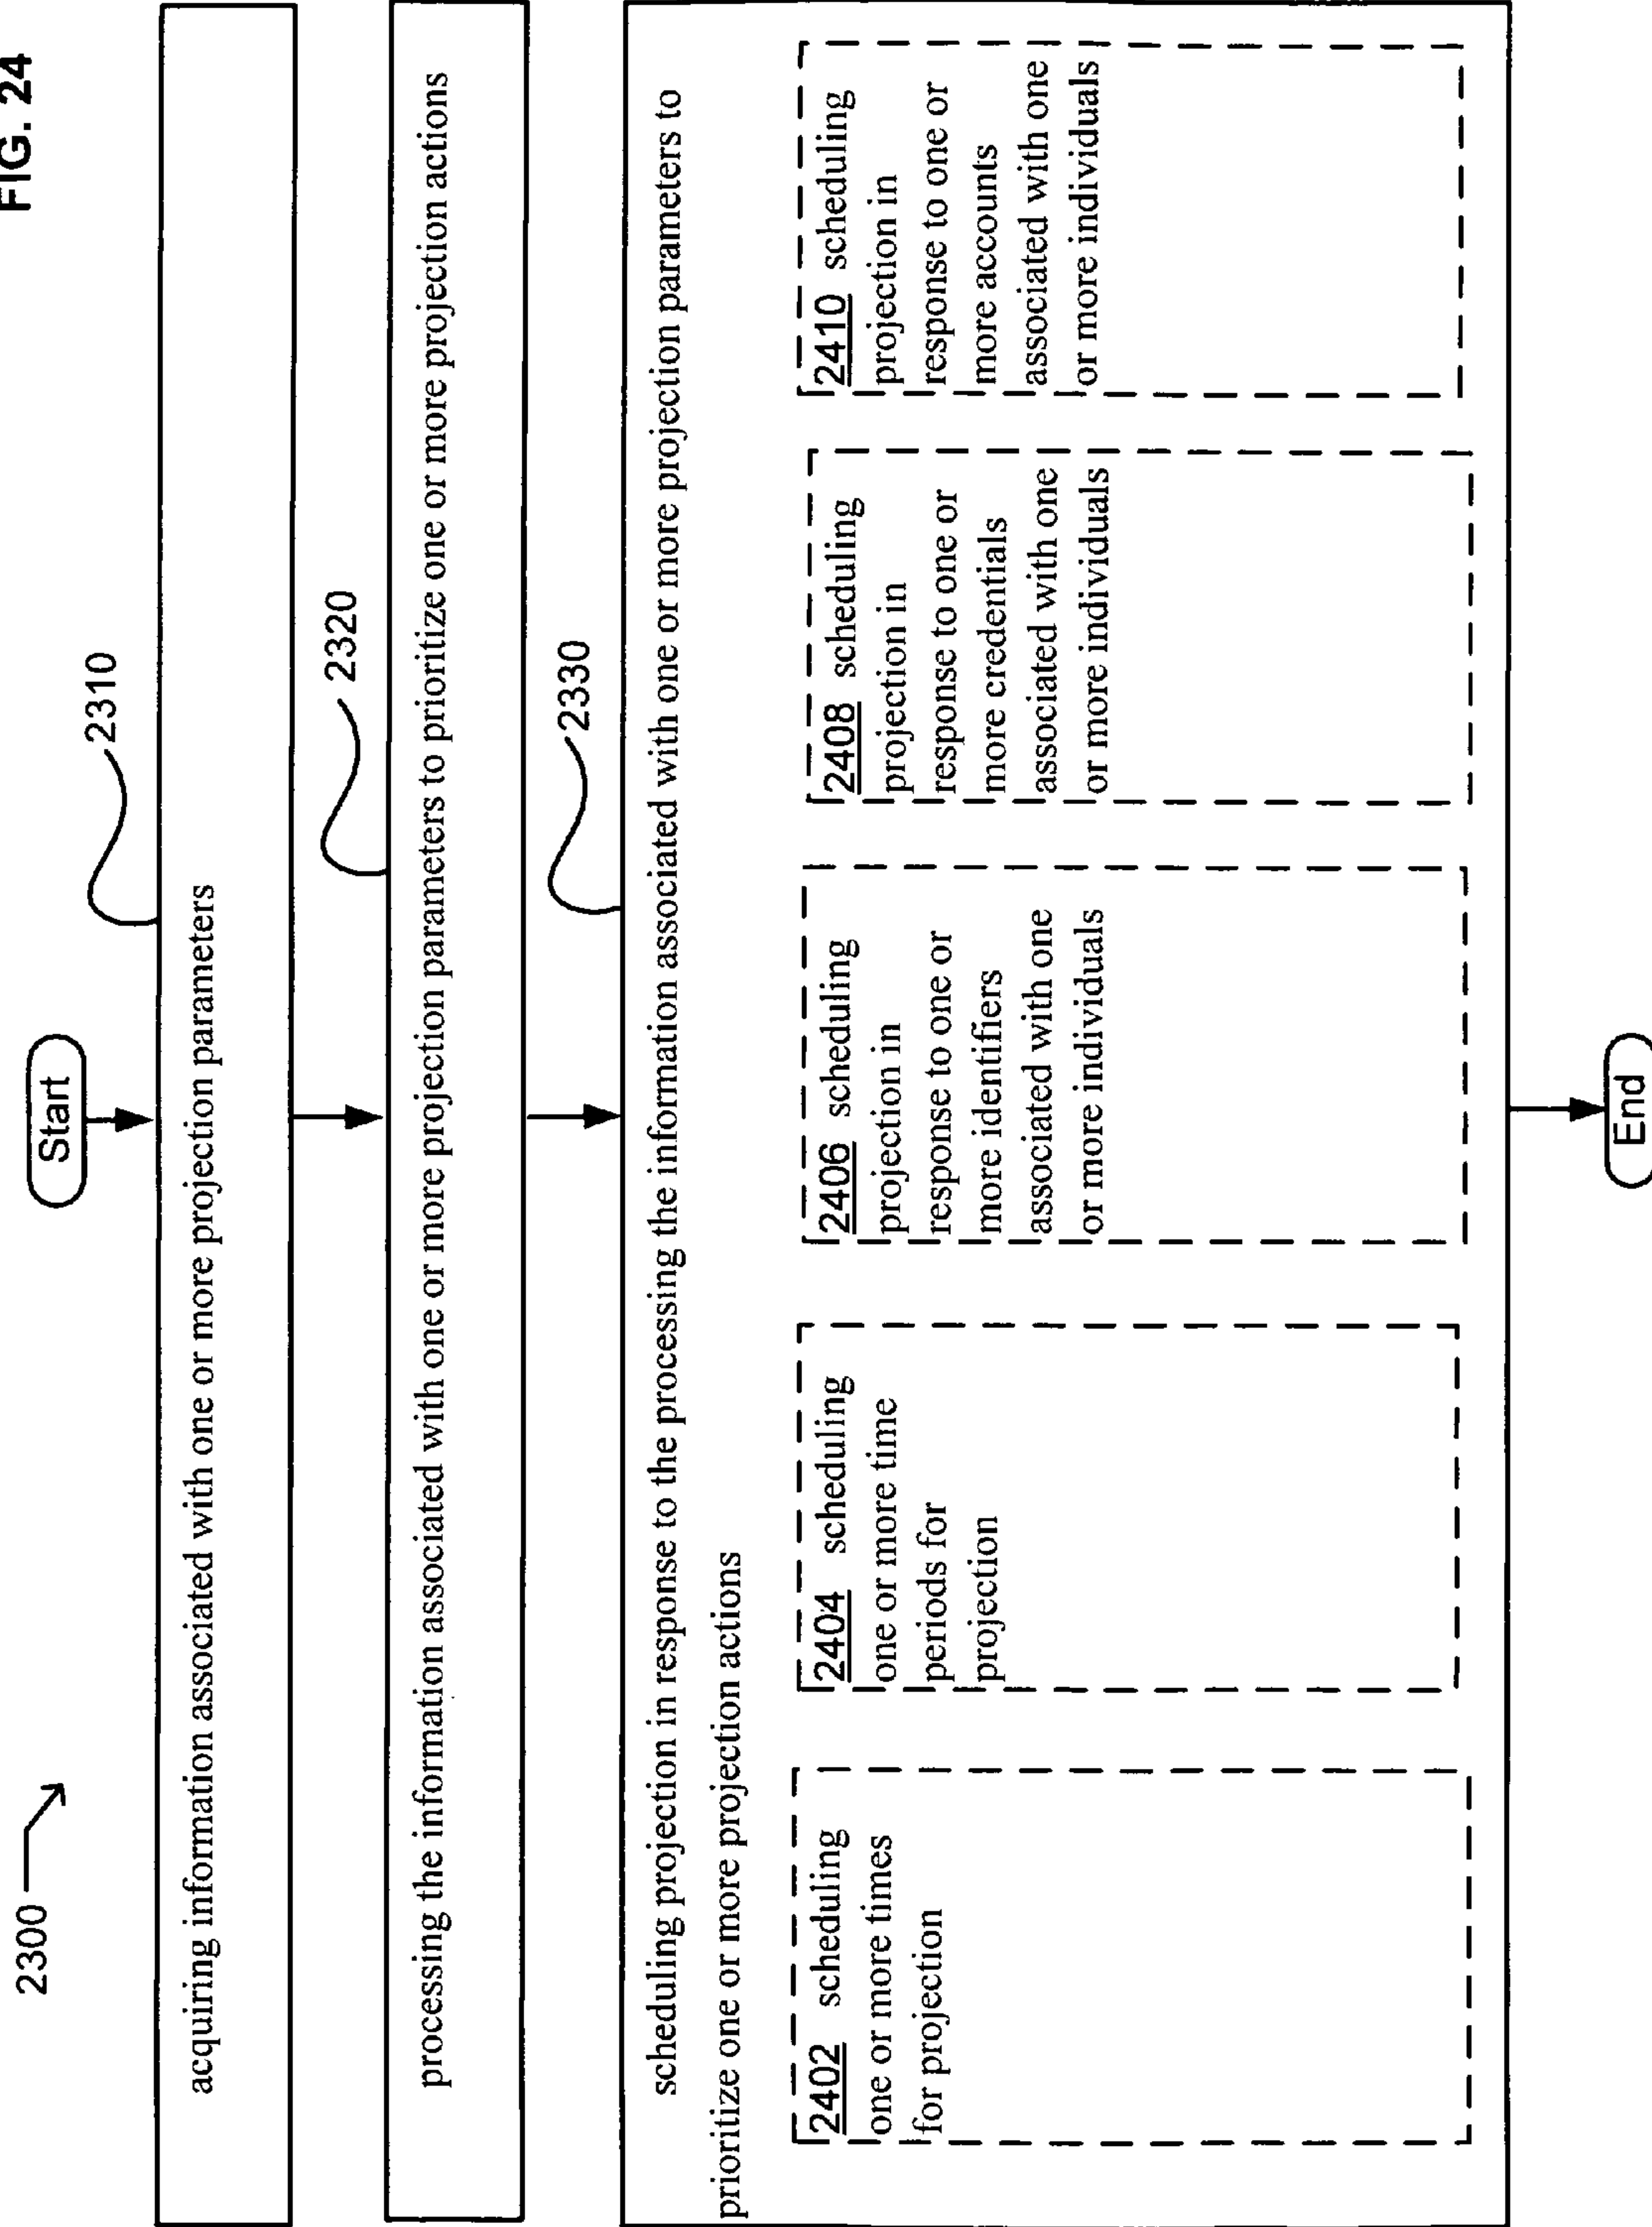 FIG. 24
2300
Start
2310
acquiring information associated with one or more projection parameters
2320
processing the information associated with one or more projection parameters to prioritize one or more projection actions
2330
scheduling projection in response to the processing the information associated with one or more projection parameters to
prioritize one or more projection actions
2402 scheduling
one or more times
for projection
2404 scheduling
one or more time
periods for
projection
2406 scheduling
projection in
response to one or
more identifiers
associated with one
or more individuals
2408 scheduling
projection in
response to one or
more credentials
associated with one
or more individuals
2410 scheduling
projection in
response to one or
more accounts
associated with one
or more individuals
End